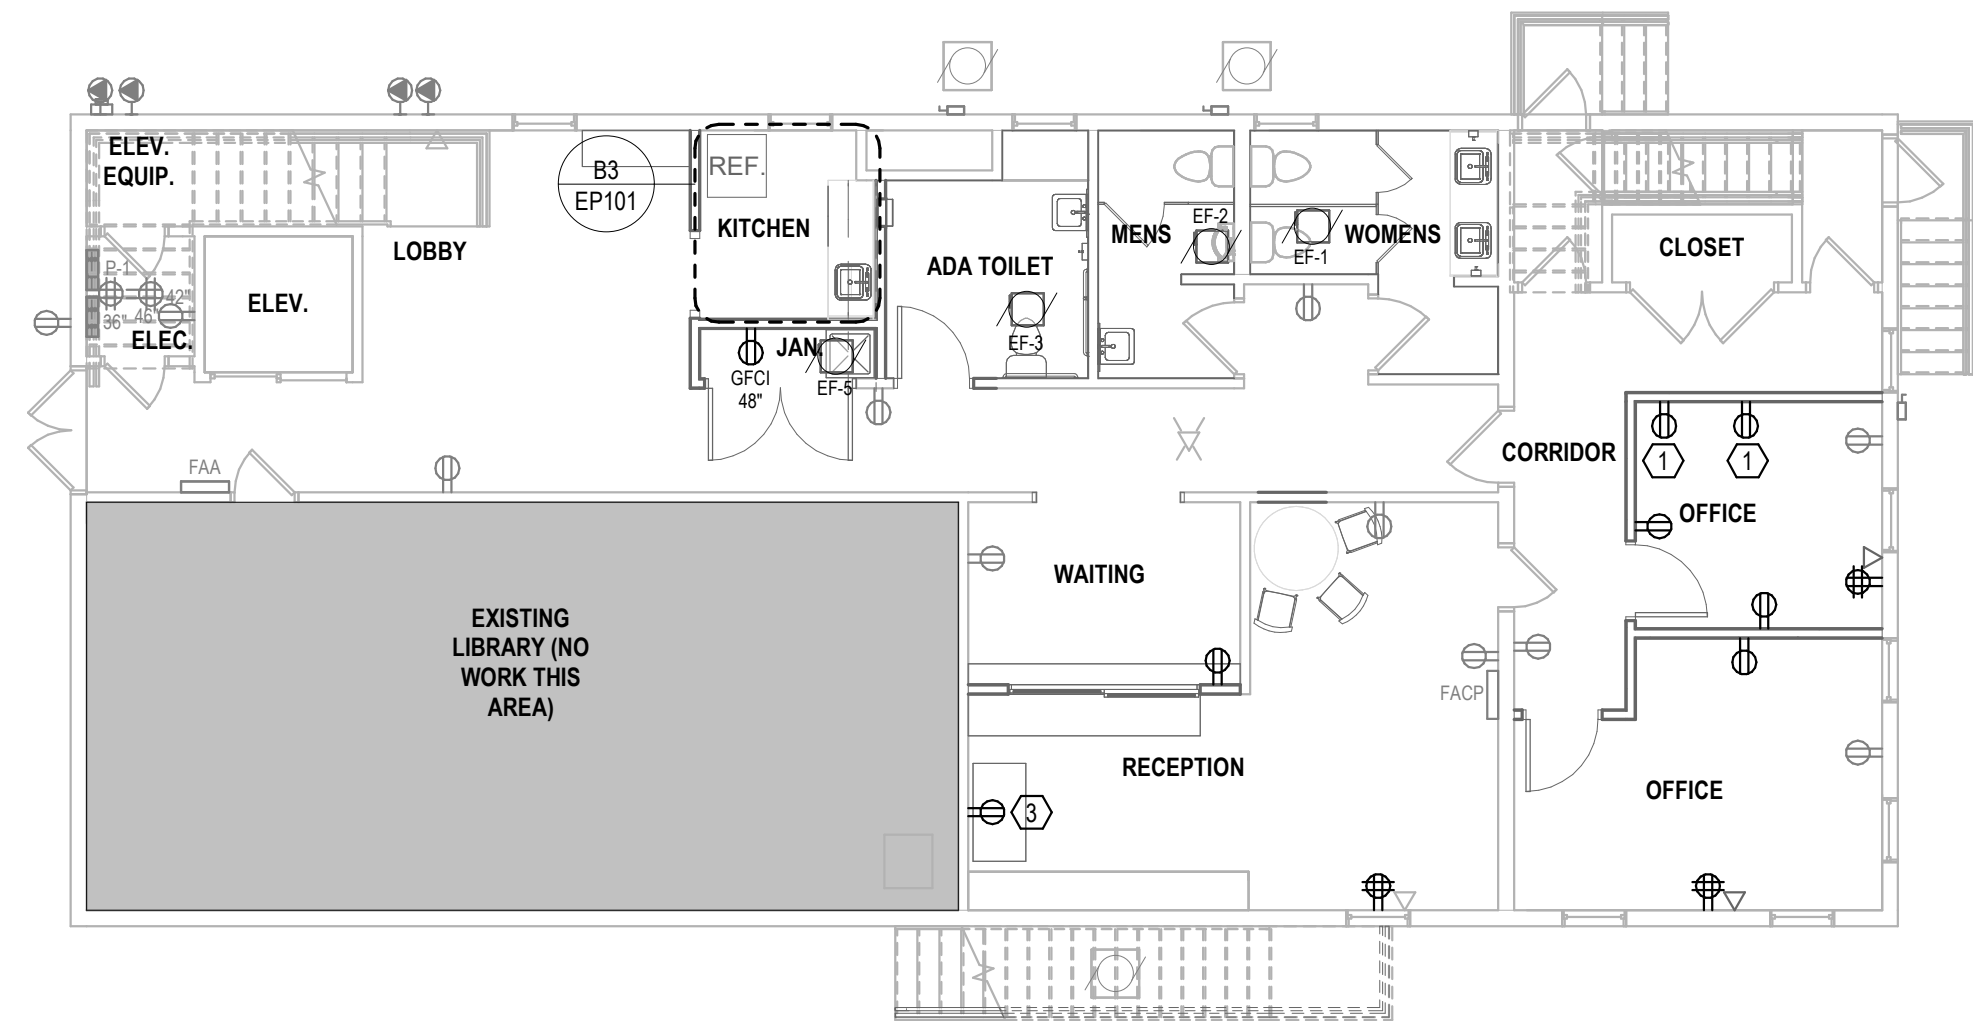 ELEV.
EQUIP.
B3
EP101
REF.
KITCHEN
LOBBY
EF-2
MENS
EF-1
WOMENS
CLOSET
ADA TOILET
P-1
42"
36"
46"
ELEV.
ELEC.
JAN.
EF-3
GFCI
48"
EF-5
FAA
CORRIDOR
1
1
OFFICE
WAITING
EXISTING
LIBRARY (NO
WORK THIS
AREA)
FACP
RECEPTION
3
OFFICE